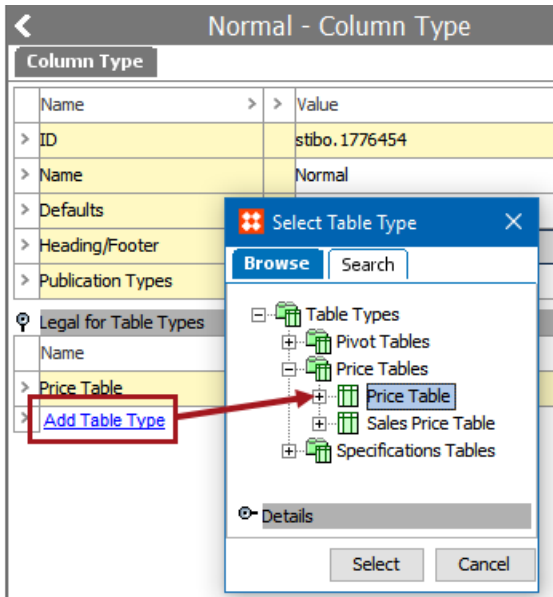 Normal - Column Type
Column Type
Name > > Value
> ID stibo.1776454
> Name Normal
> Defaults
> Heading/Footer
> Publication Types
Legal for Table Types
Name
> Price Table
> Add Table Type
Select Table Type
Browse Search
Table Types
Pivot Tables
Price Tables
Price Table
Sales Price Table
Specifications Tables
Details
Select Cancel